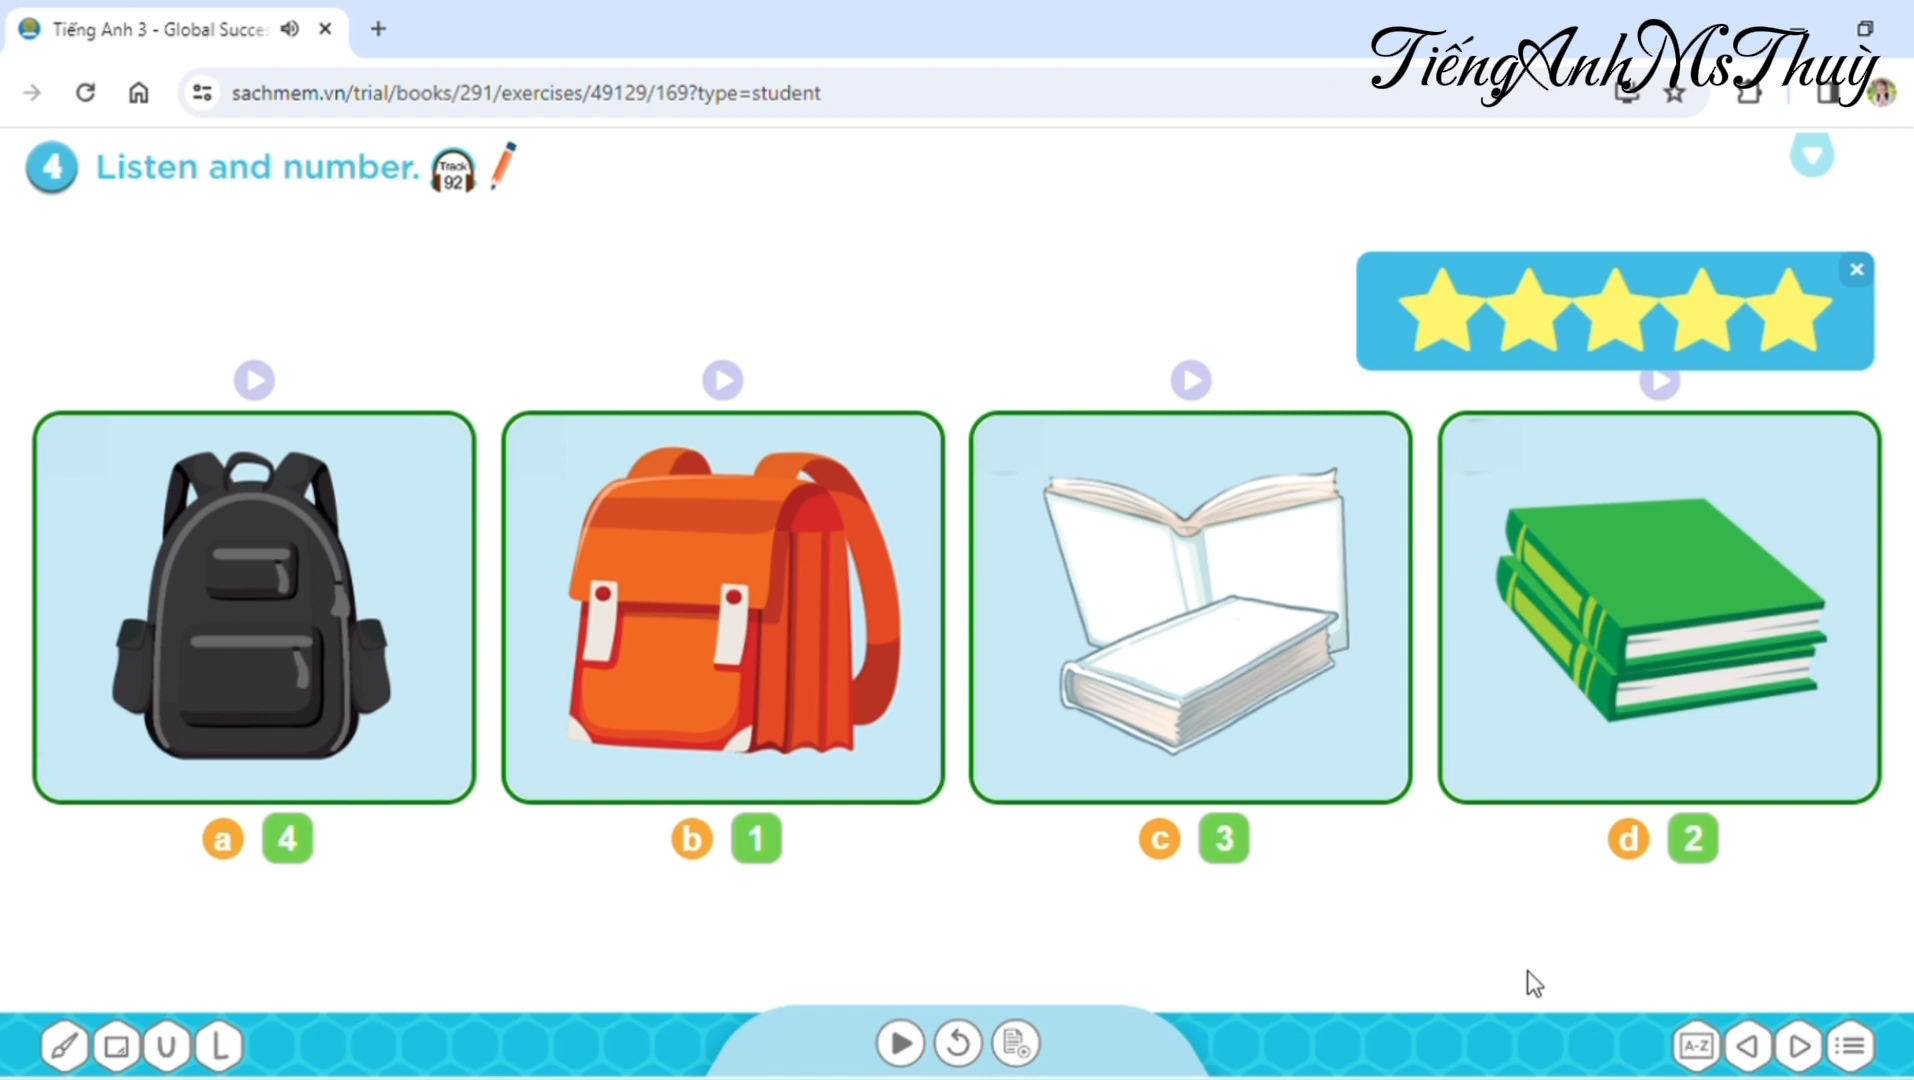 Tiếng Anh 3 - Global Succe
TiếngAnhMsThuỳ
sachmem.vn/trial/books/291/exercises/49129/169?type=student
4 Listen and number. Track 92
a 4 b 1 c 3 d 2
U L A-Z